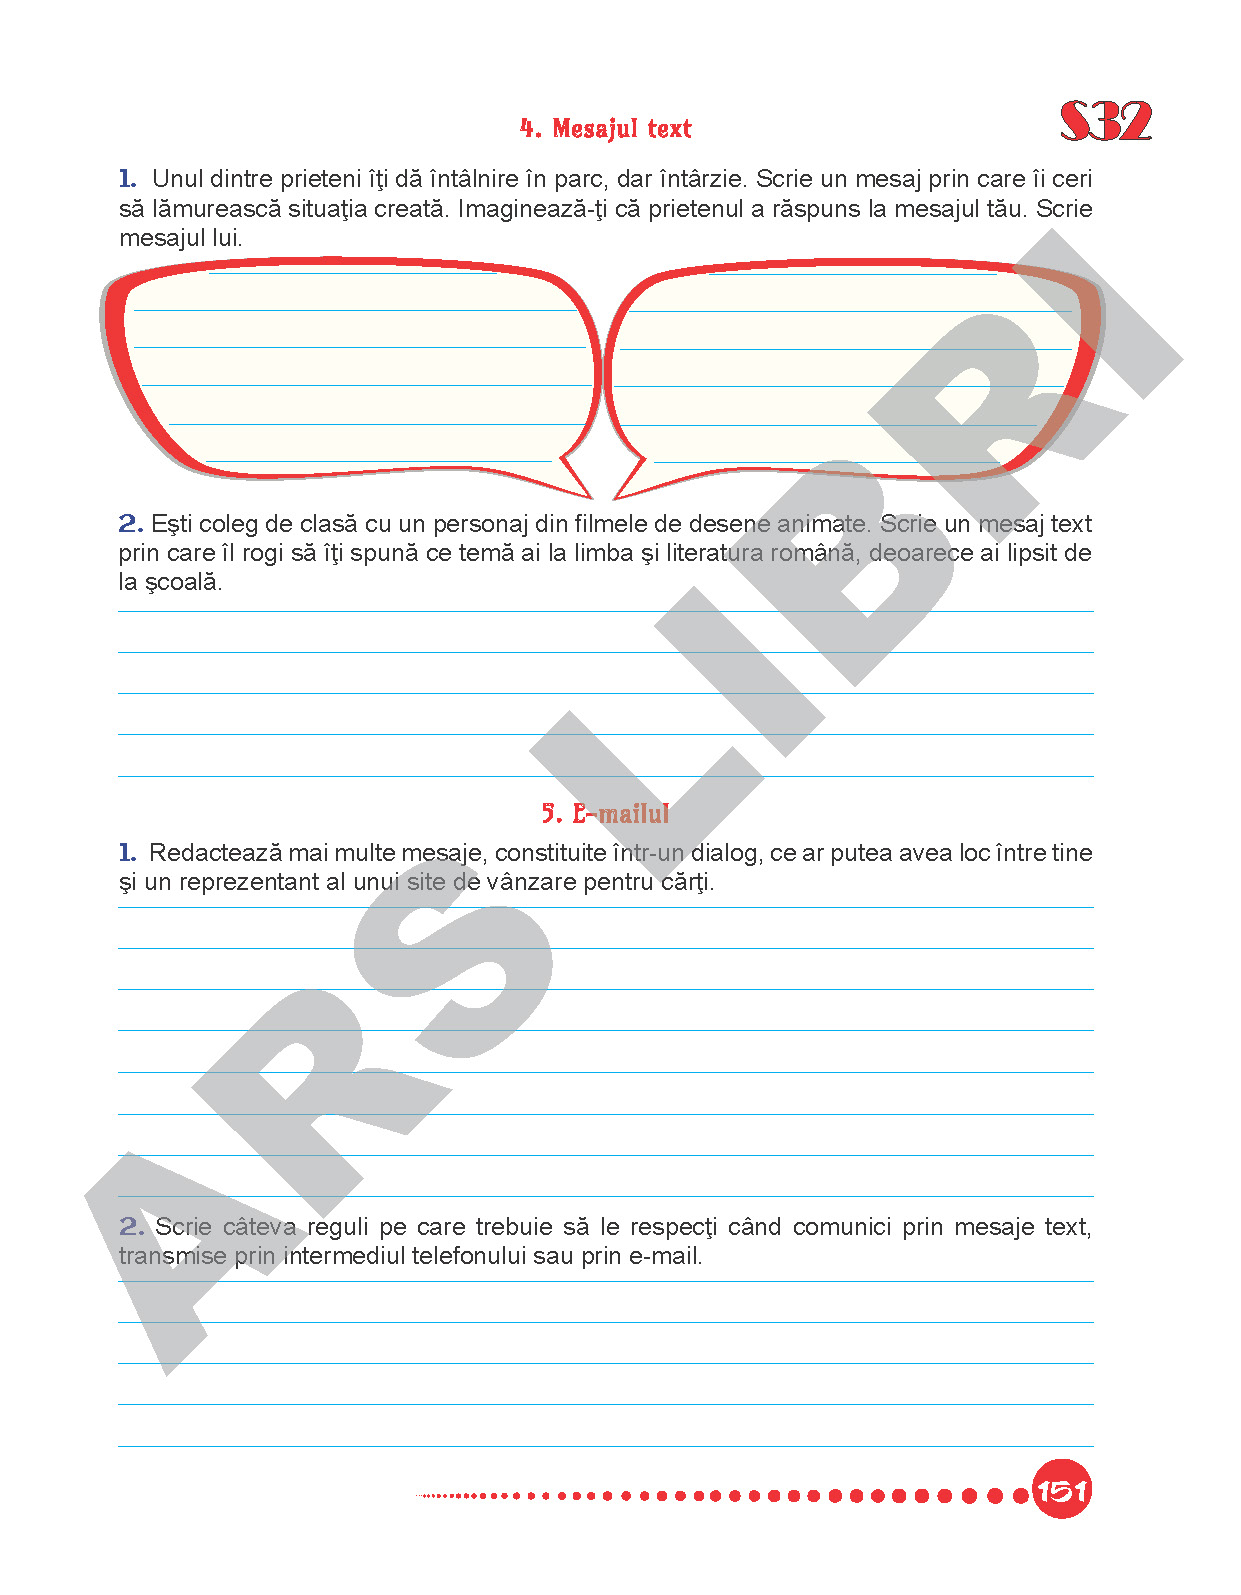 S32
4. Mesajul text
1. Unul dintre prieteni îţi dă întâlnire în parc, dar întârzie. Scrie un mesaj prin care îi ceri
să lămurească situaţia creată. Imaginează-ţi că prietenul a răspuns la mesajul tău. Scrie
mesajul lui.
2. Eşti coleg de clasă cu un personaj din filmele de desene animate. Scrie un mesaj text
prin care îl rogi să îţi spună ce temă ai la limba şi literatura română, deoarece ai lipsit de
la şcoală.
5. E-mailul
1. Redactează mai multe mesaje, constituite într-un dialog, ce ar putea avea loc între tine
şi un reprezentant al unui site de vânzare pentru cărţi.
2. Scrie câteva reguli pe care trebuie să le respecţi când comunici prin mesaje text,
transmise prin intermediul telefonului sau prin e-mail.
151
ARS LIBRI